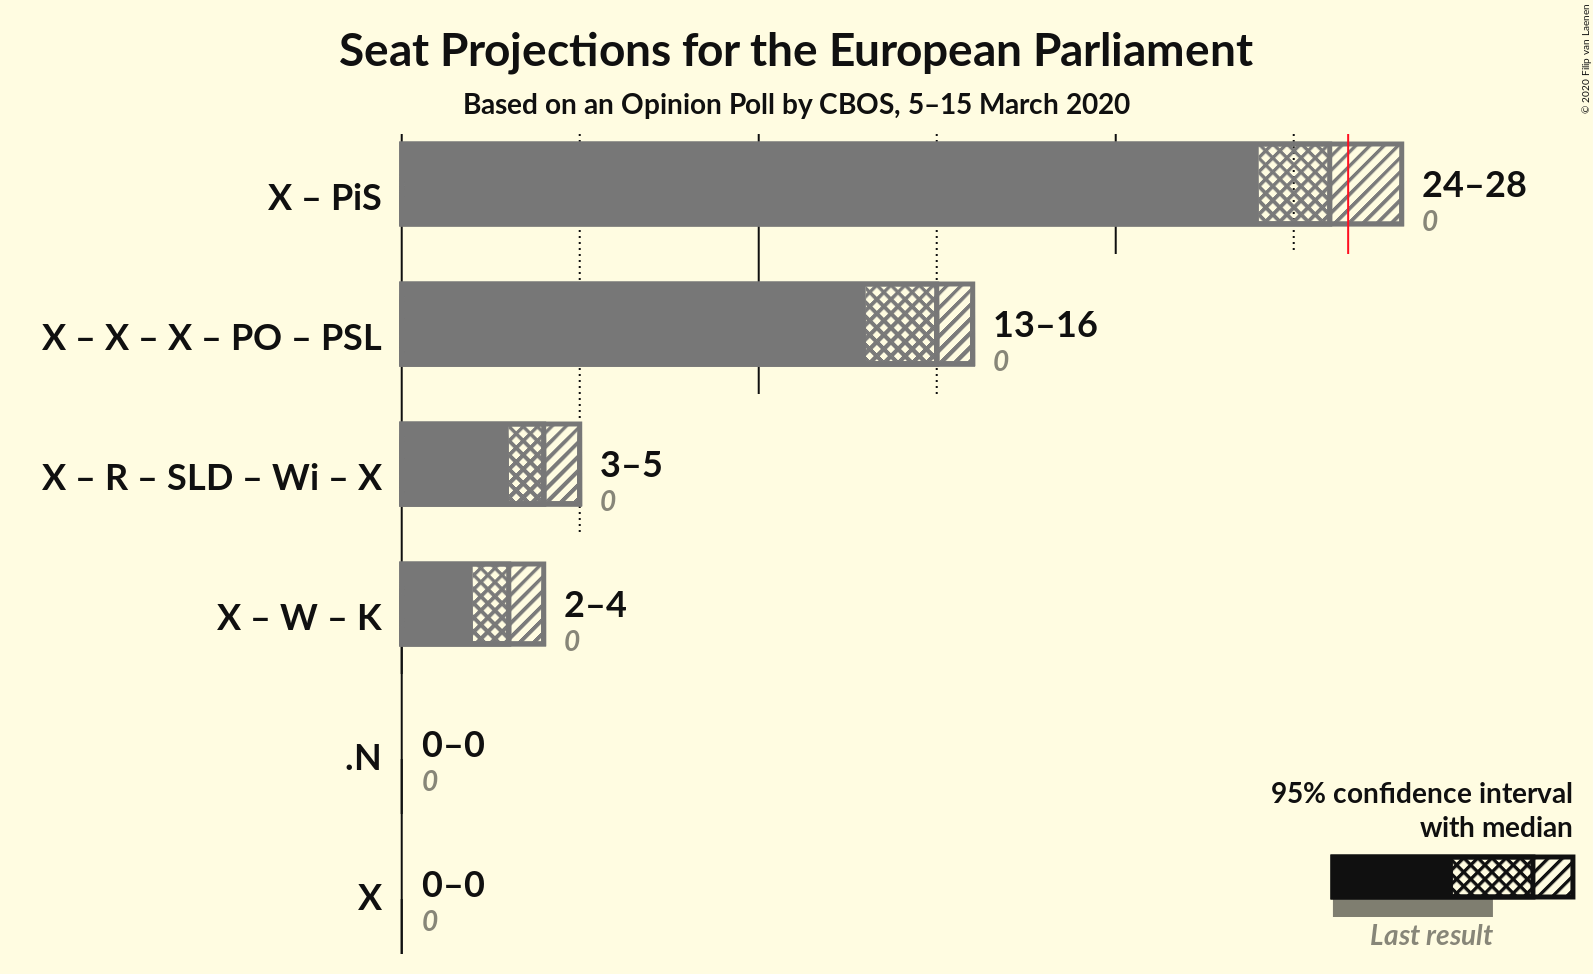 Seat Projections for the European Parliament
Based on an Opinion Poll by CBOS, 5–15 March 2020
© 2020 Filip van Laenen
X – PiS
24–28
0
X – X – X – PO – PSL
13–16
0
X – R – SLD – Wi – X
3–5
0
X – W – K
2–4
0
.N
0–0
0
X
0–0
0
95% confidence interval
with median
Last result